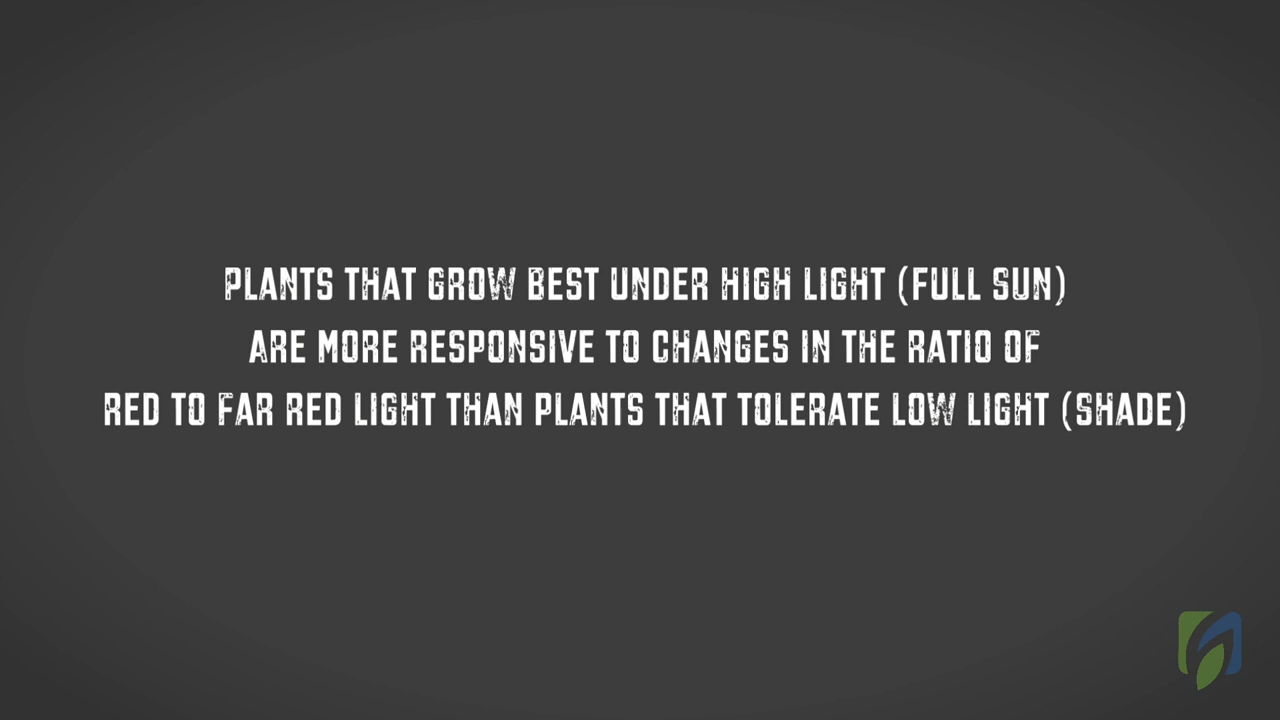 PLANTS THAT GROW BEST UNDER HIGH LIGHT (FULL SUN)
ARE MORE RESPONSIVE TO CHANGES IN THE RATIO OF
RED TO FAR RED LIGHT THAN PLANTS THAT TOLERATE LOW LIGHT (SHADE)